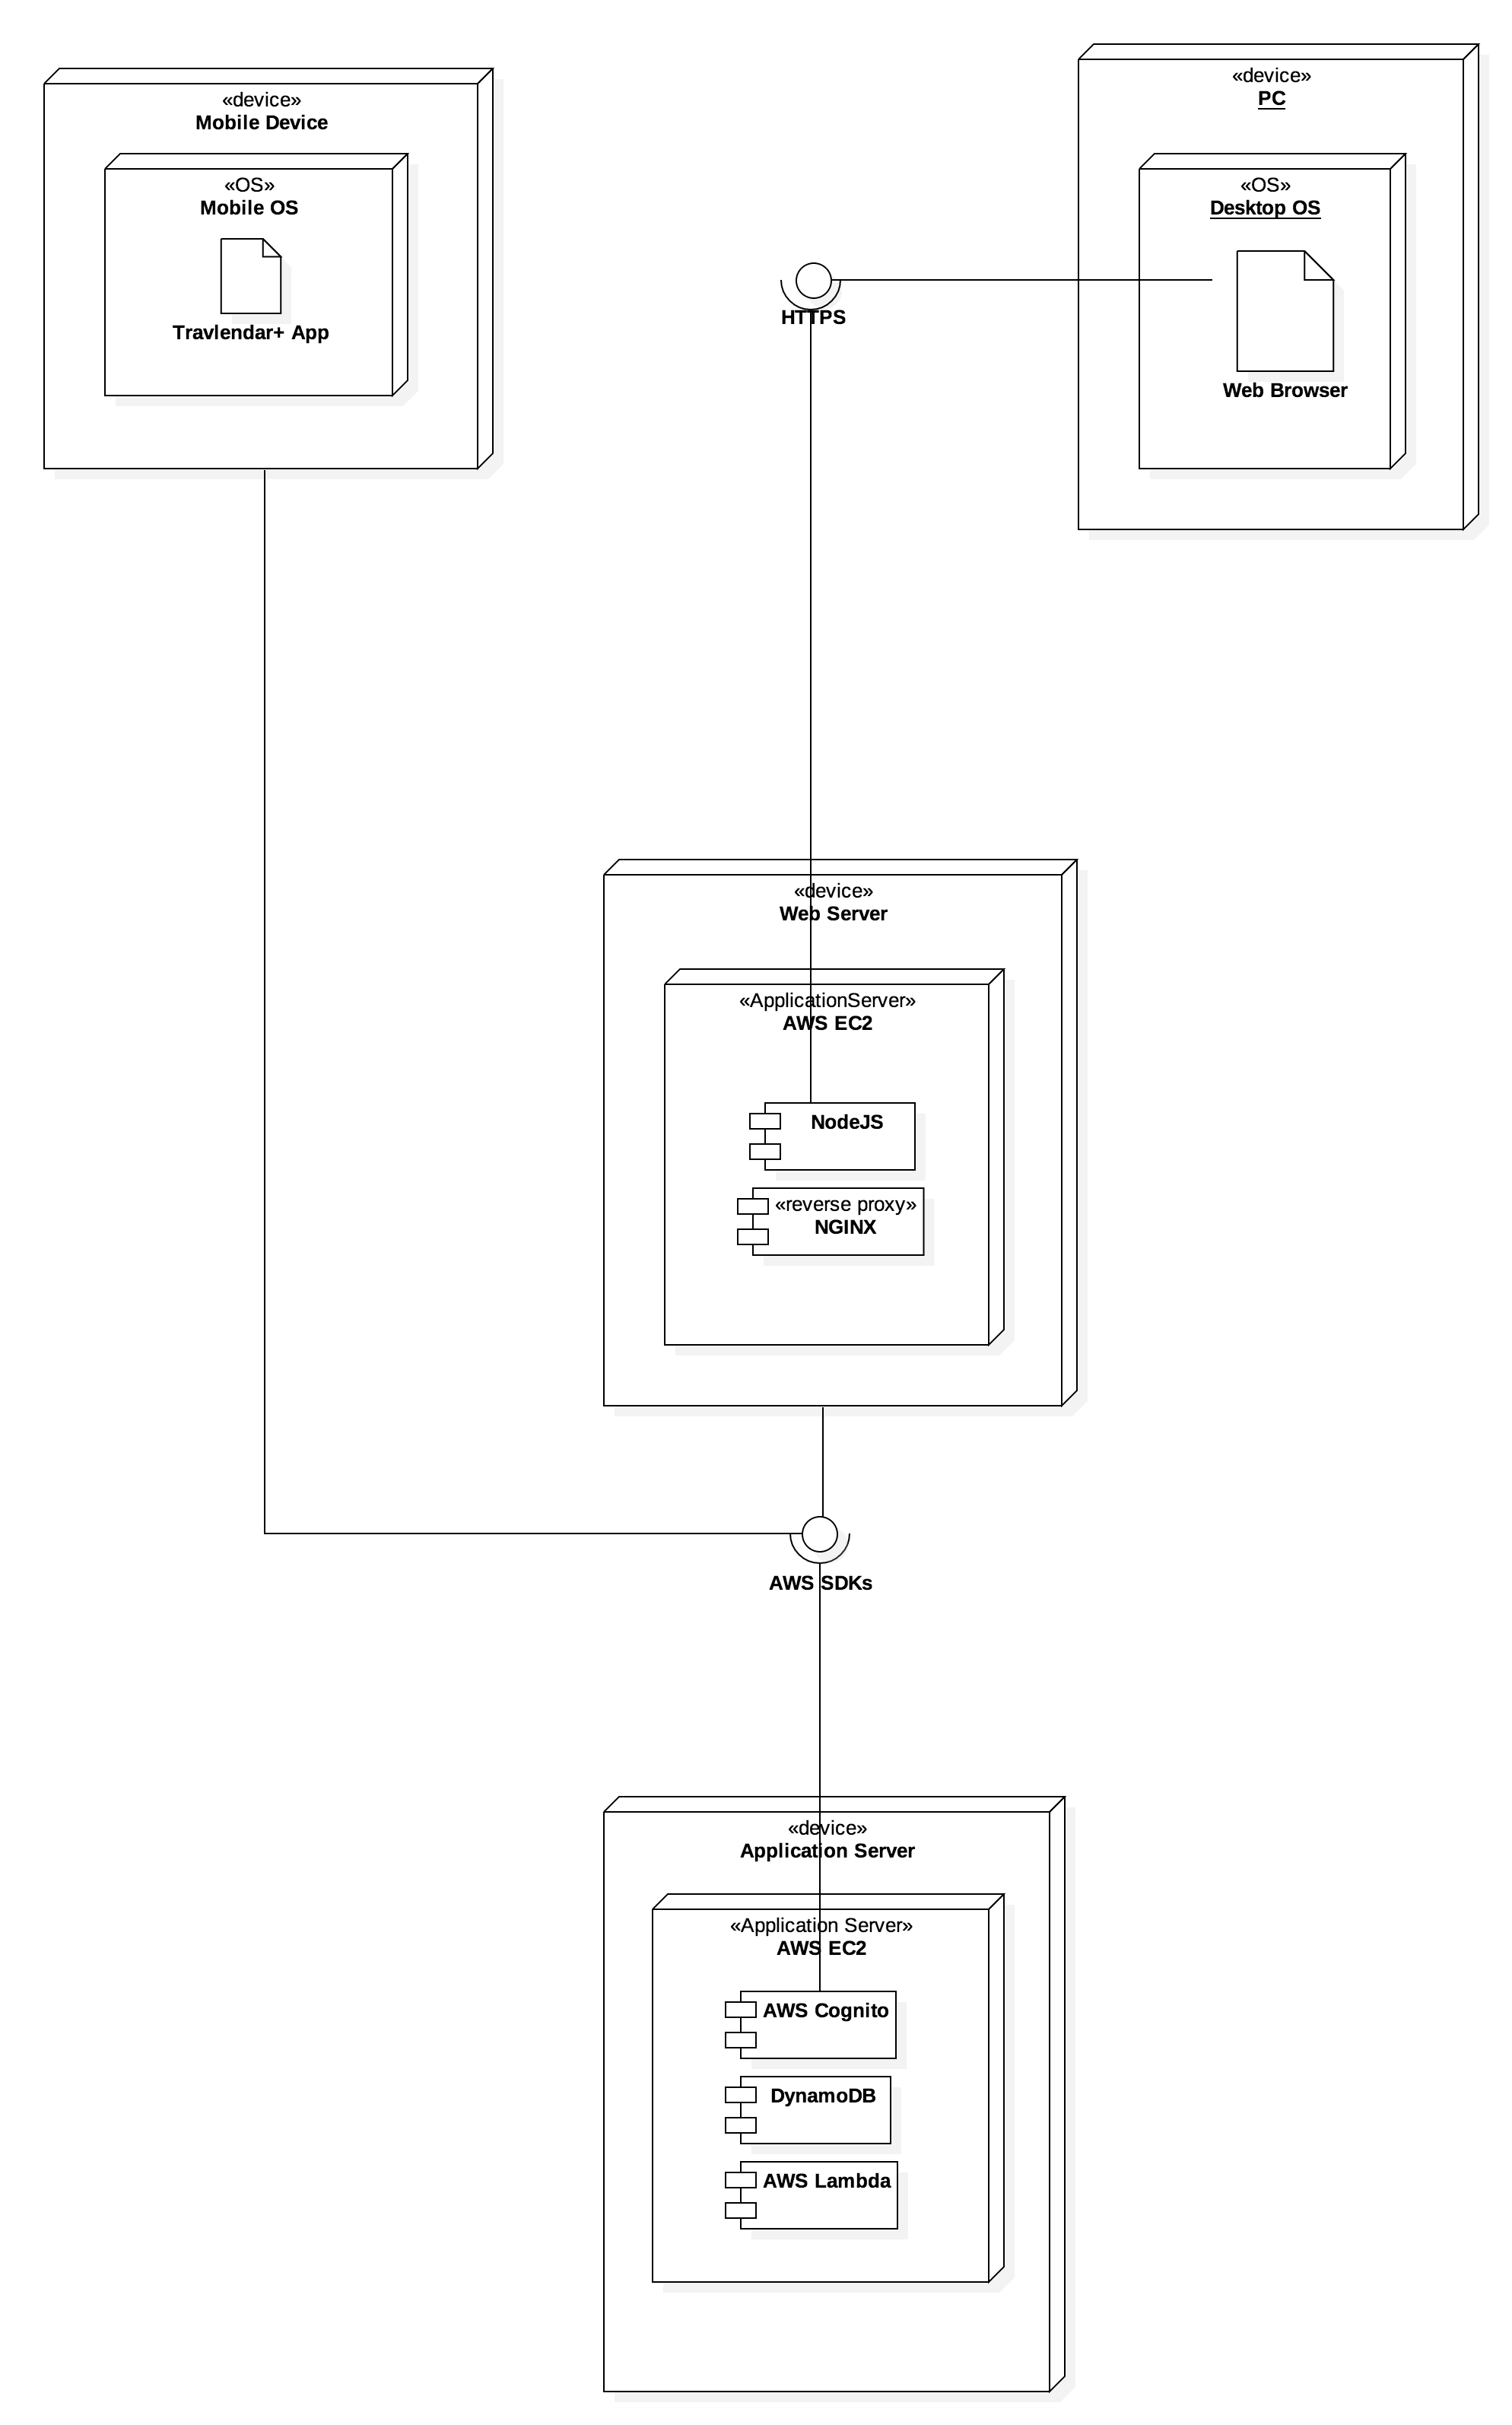 «device»
Mobile Device
«OS»
Mobile OS
Travlendar+ App
«device»
PC
«OS»
Desktop OS
Web Browser
HTTPS
«device»
Web Server
«ApplicationServer»
AWS EC2
NodeJS
«reverse proxy»
NGINX
AWS SDKs
«device»
Application Server
«Application Server»
AWS EC2
AWS Cognito
DynamoDB
AWS Lambda